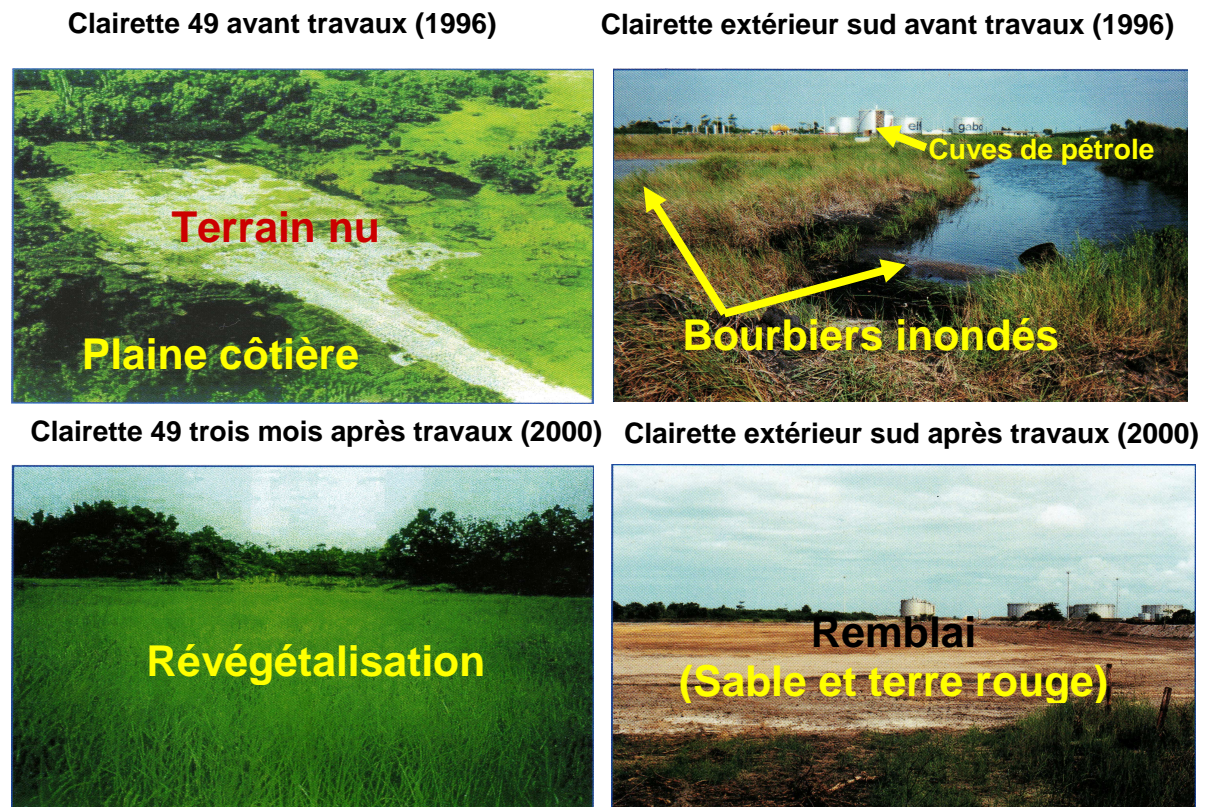 Clairette 49 avant travaux (1996)
Clairette extérieur sud avant travaux (1996)
Terrain nu
Plaine côtière
elf
gabo
Cuves de pétrole
Bourbiers inondés
Clairette 49 trois mois après travaux (2000)
Clairette extérieur sud après travaux (2000)
Révégétalisation
Remblai
(Sable et terre rouge)